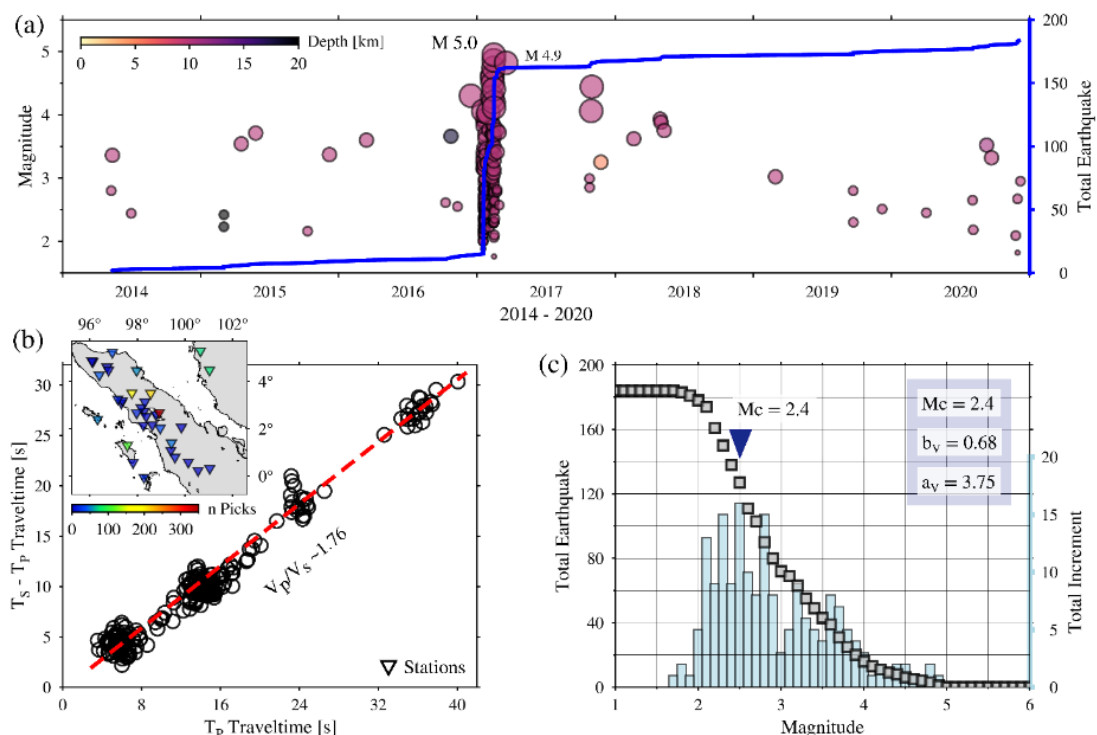 (a)
Depth [km]
0 5 10 15 20
M 5.0
M 4.9
Magnitude
5
4
3
2
Total Earthquake
200
150
100
50
0
2014 2015 2016 2017 2018 2019 2020
2014 - 2020
(b)
96° 98° 100° 102°
4°
2°
0°
n Picks
0 150 300
T_S - T_P Traveltime [s]
30
25
20
15
10
5
0
V_P/V_s ~1.76
Stations
0 8 16 24 32 40
T_P Traveltime [s]
(c)
Total Earthquake
200
160
120
80
40
0
Mc = 2.4
Mc = 2.4
b_v = 0.68
a_v = 3.75
Total Increment
20
15
10
5
0
1 2 3 4 5 6
Magnitude